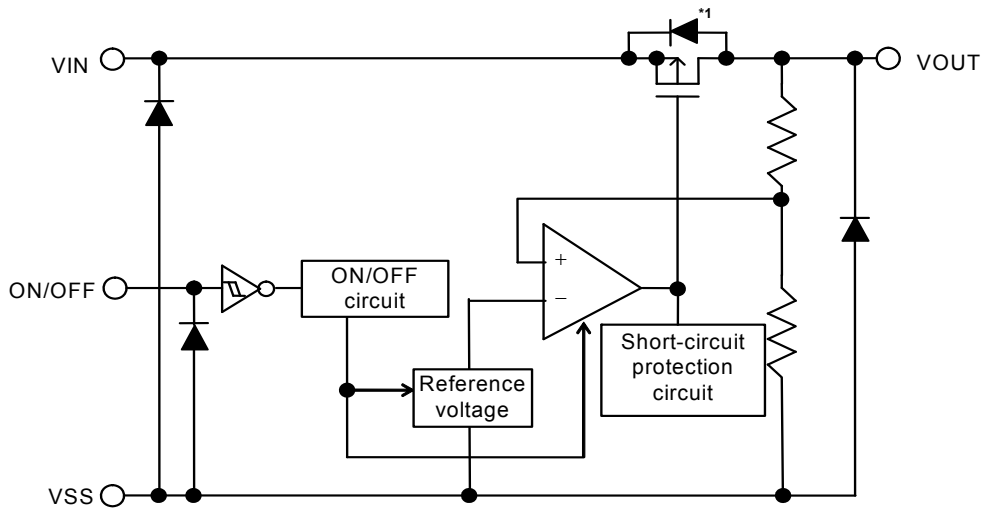 *1
VIN
VOUT
+
−
ON/OFF
ON/OFF
circuit
Short-circuit
protection
circuit
Reference
voltage
VSS